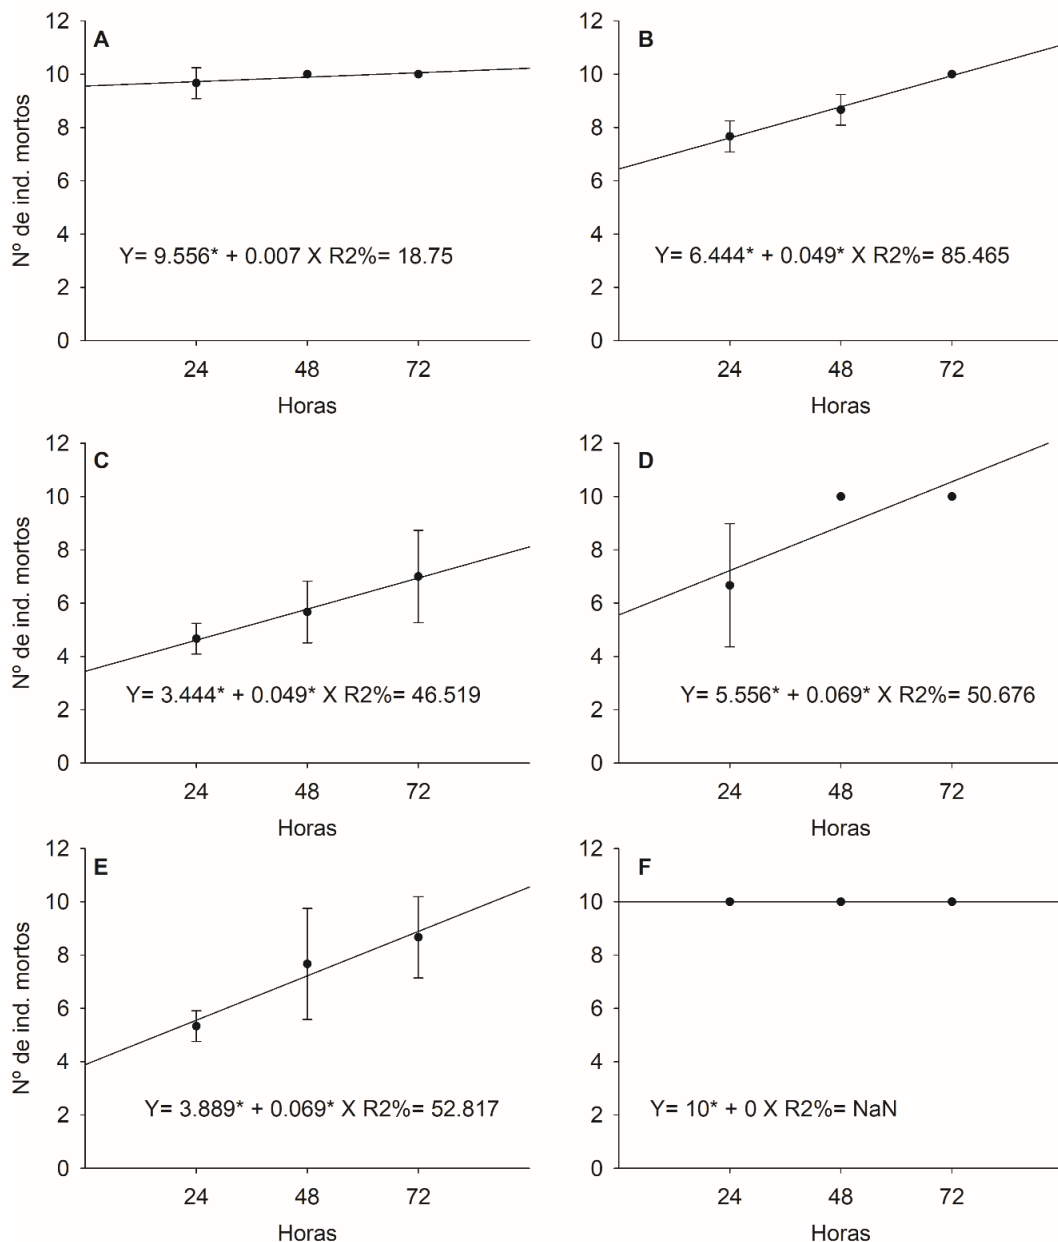 A
Nº de ind. mortos
12
10
8
6
4
2
0
Y= 9.556* + 0.007 X R2%= 18.75
24 48 72
Horas
B
12
10
8
6
4
2
0
Y= 6.444* + 0.049* X R2%= 85.465
24 48 72
Horas
C
Nº de ind. mortos
12
10
8
6
4
2
0
Y= 3.444* + 0.049* X R2%= 46.519
24 48 72
Horas
D
12
10
8
6
4
2
0
Y= 5.556* + 0.069* X R2%= 50.676
24 48 72
Horas
E
Nº de ind. mortos
12
10
8
6
4
2
0
Y= 3.889* + 0.069* X R2%= 52.817
24 48 72
Horas
F
12
10
8
6
4
2
0
Y= 10* + 0 X R2%= NaN
24 48 72
Horas